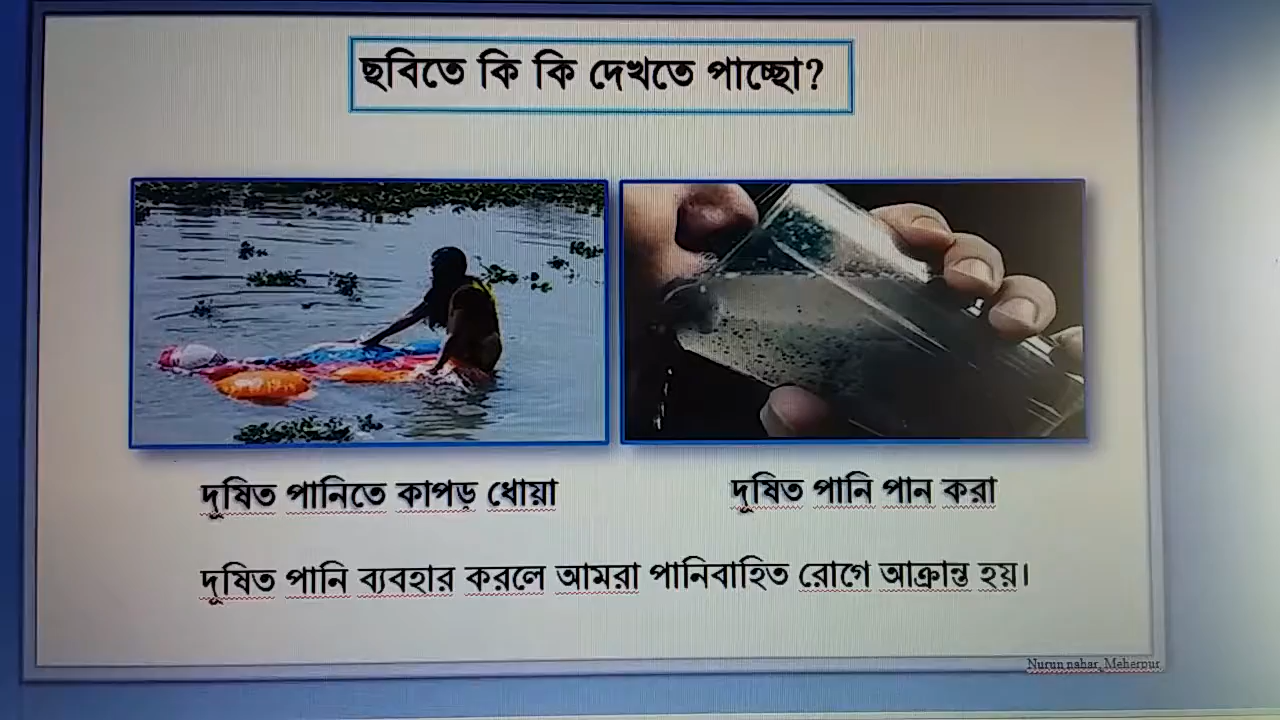 ছবিতে কি কি দেখতে পাচ্ছো?
দূষিত পানিতে কাপড় ধোয়া
দূষিত পানি পান করা
দূষিত পানি ব্যবহার করলে আমরা পানিবাহিত রোগে আক্রান্ত হয়।
Nurun nahar, Meherpur